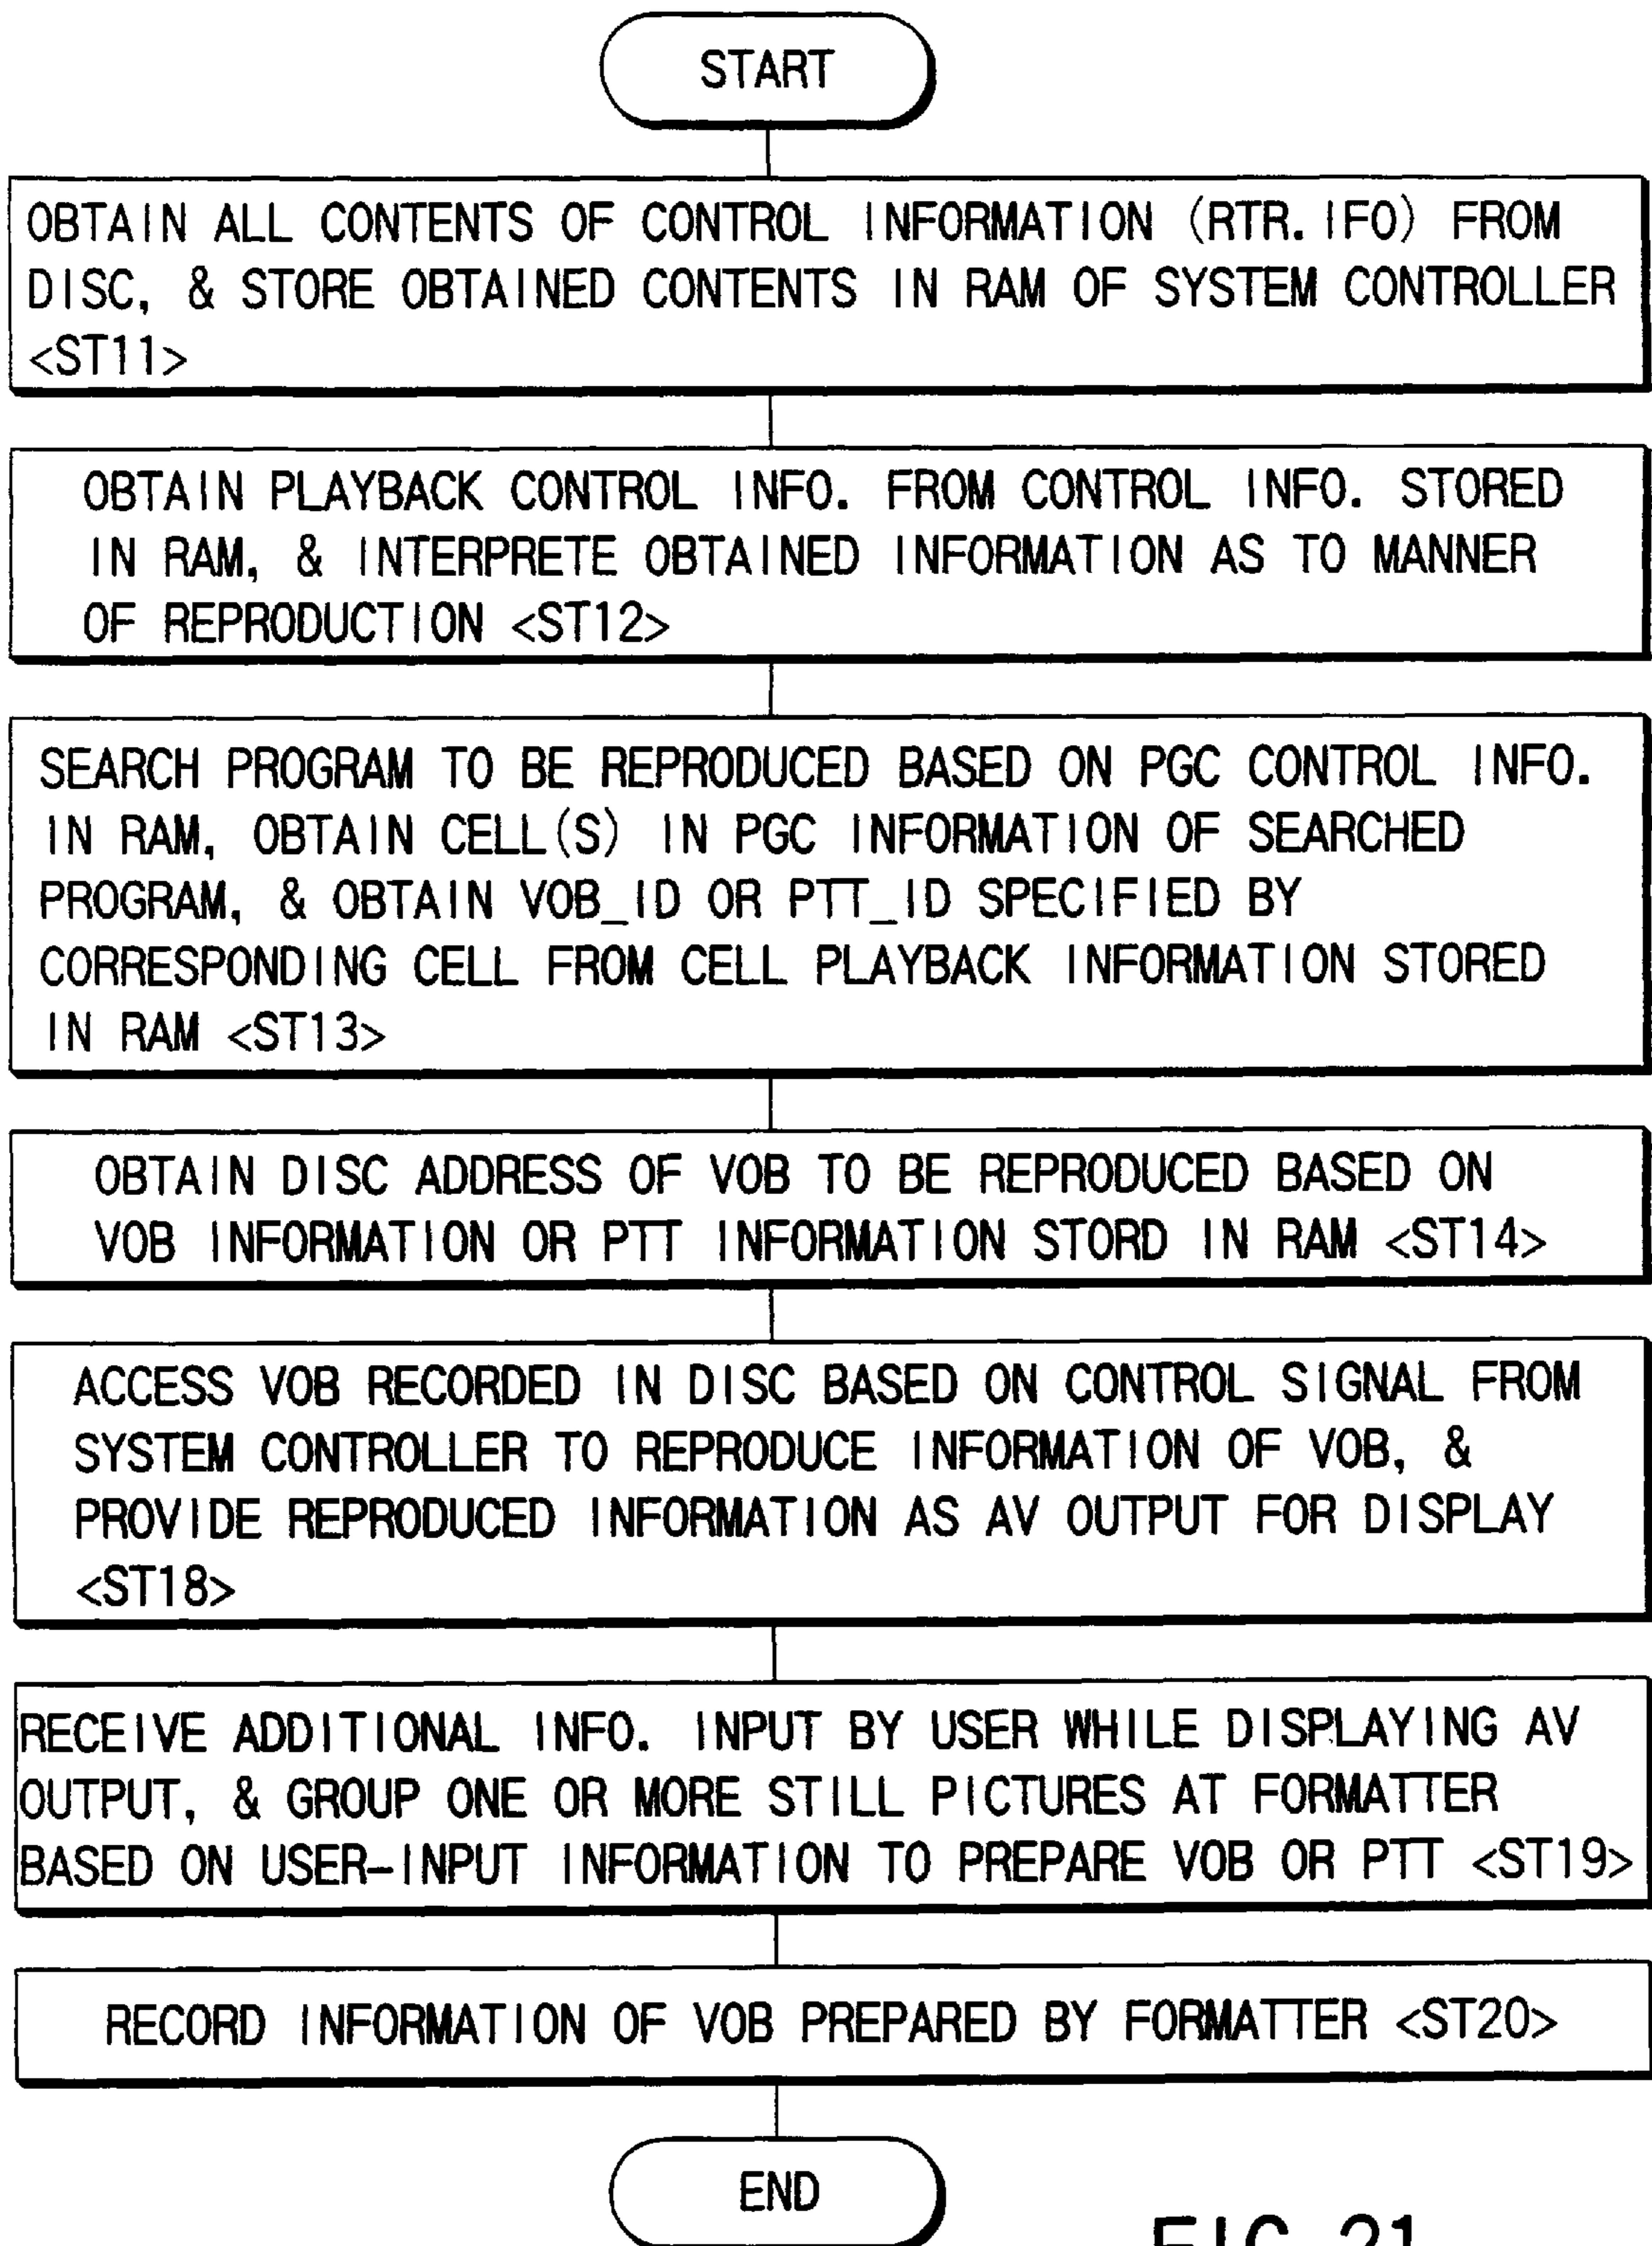 START
OBTAIN ALL CONTENTS OF CONTROL INFORMATION (RTR.IFO) FROM
DISC, & STORE OBTAINED CONTENTS IN RAM OF SYSTEM CONTROLLER
<ST11>
OBTAIN PLAYBACK CONTROL INFO. FROM CONTROL INFO. STORED
IN RAM, & INTERPRETE OBTAINED INFORMATION AS TO MANNER
OF REPRODUCTION <ST12>
SEARCH PROGRAM TO BE REPRODUCED BASED ON PGC CONTROL INFO.
IN RAM, OBTAIN CELL(S) IN PGC INFORMATION OF SEARCHED
PROGRAM, & OBTAIN VOB_ID OR PTT_ID SPECIFIED BY
CORRESPONDING CELL FROM CELL PLAYBACK INFORMATION STORED
IN RAM <ST13>
OBTAIN DISC ADDRESS OF VOB TO BE REPRODUCED BASED ON
VOB INFORMATION OR PTT INFORMATION STORD IN RAM <ST14>
ACCESS VOB RECORDED IN DISC BASED ON CONTROL SIGNAL FROM
SYSTEM CONTROLLER TO REPRODUCE INFORMATION OF VOB, &
PROVIDE REPRODUCED INFORMATION AS AV OUTPUT FOR DISPLAY
<ST18>
RECEIVE ADDITIONAL INFO. INPUT BY USER WHILE DISPLAYING AV
OUTPUT, & GROUP ONE OR MORE STILL PICTURES AT FORMATTER
BASED ON USER-INPUT INFORMATION TO PREPARE VOB OR PTT <ST19>
RECORD INFORMATION OF VOB PREPARED BY FORMATTER <ST20>
END
FIG. 21